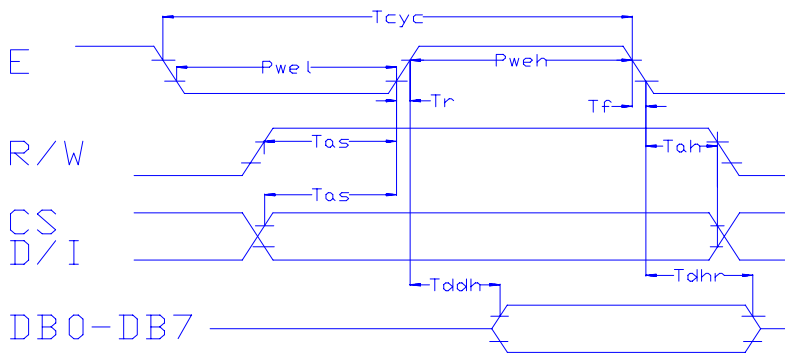 Tcyc
E
Pwel
Pweh
Tr
Tf
R/W
Tas
Tah
Tas
CS
D/I
Tddh
Tdhr
DB0-DB7